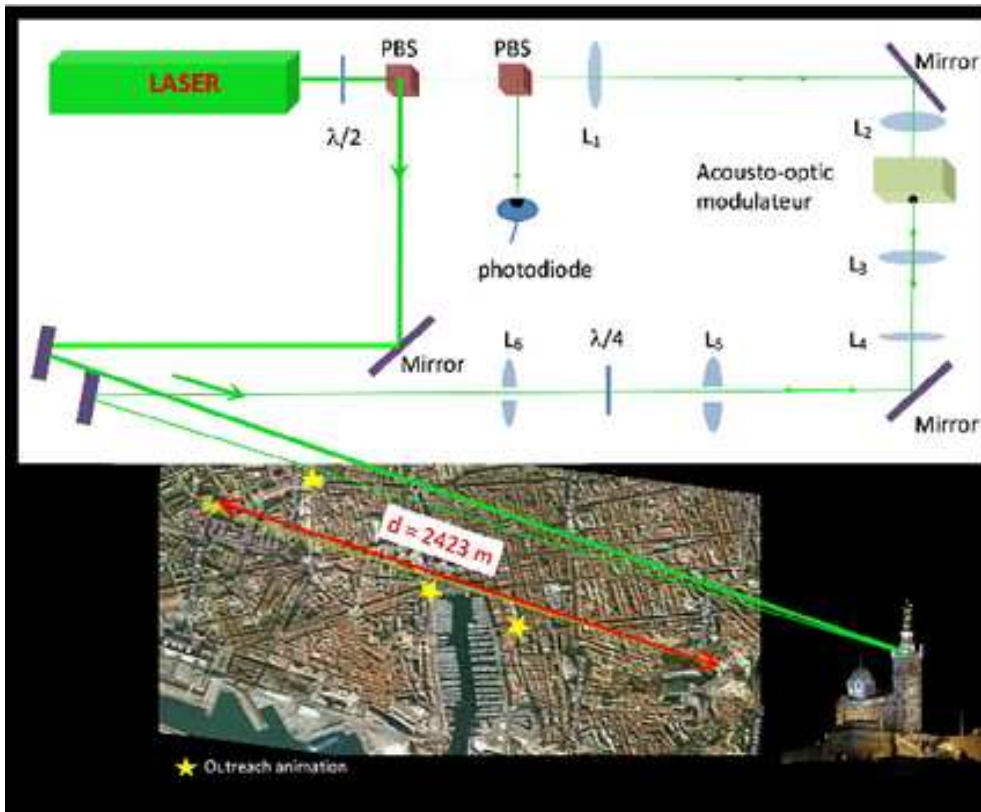 PBS
PBS
LASER
Mirror
λ/2
L₁
L₂
Acousto-optic
modulateur
photodiode
L₃
L₆
λ/4
L₅
L₄
Mirror
Mirror
d = 2423 m
Outreach animation